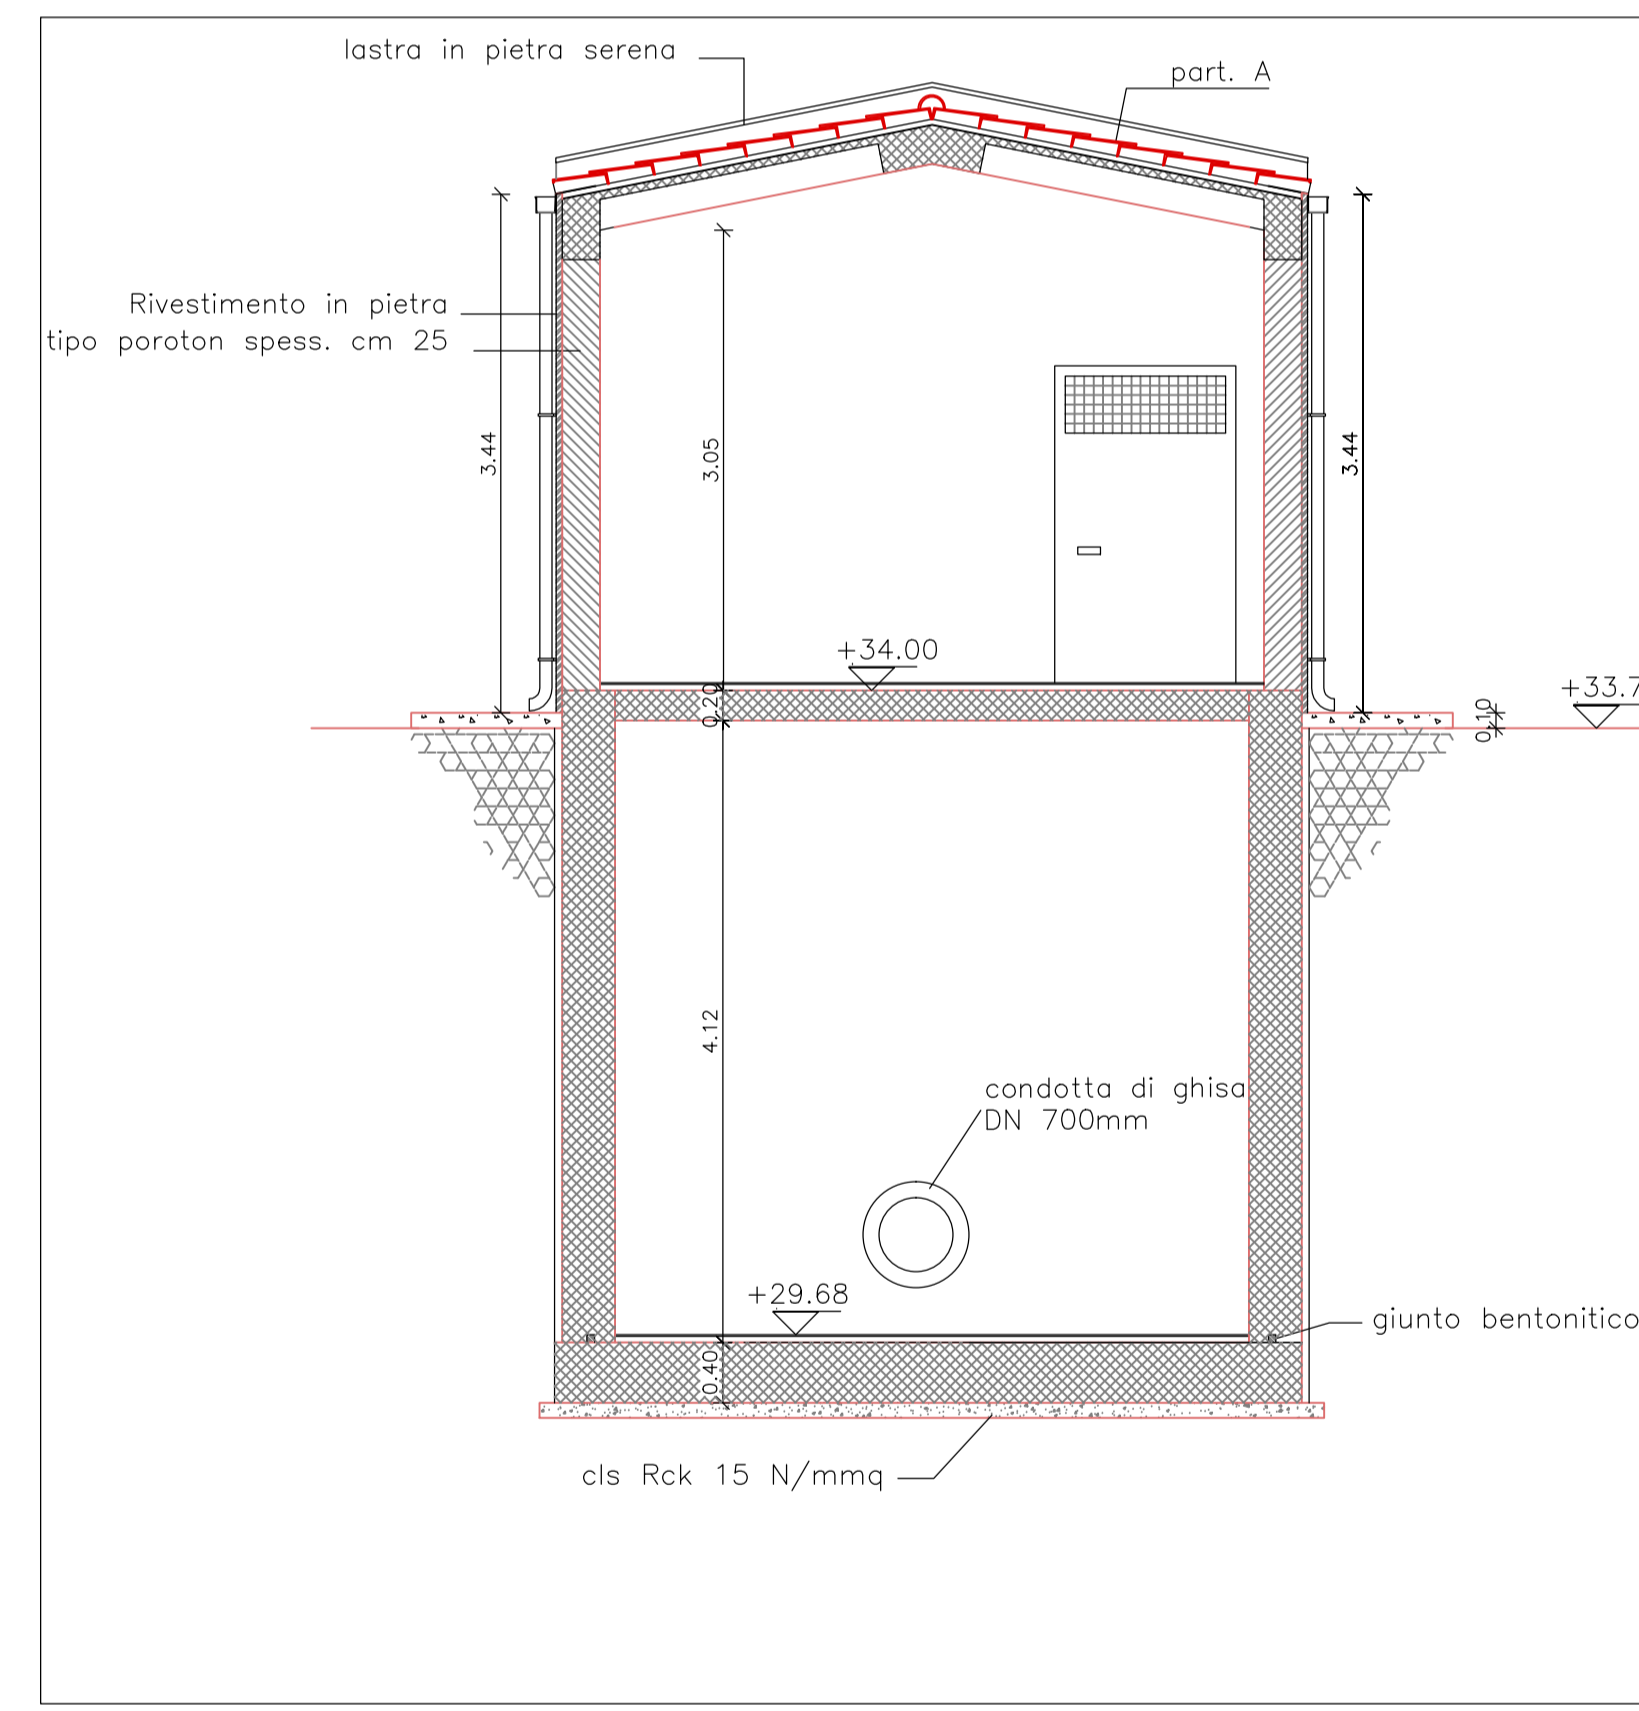 lastra in pietra serena
part. A
Rivestimento in pietra
tipo poroton spess. cm 25
3.44
3.05
3.44
+34.00
0.20
+33.7
0.10
4.12
condotta di ghisa
DN 700mm
+29.68
giunto bentonitico
0.40
cls Rck 15 N/mmq